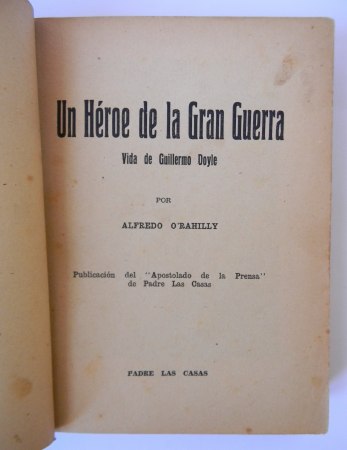 Un Héroe de la Gran Guerra
Vida de Guillermo Doyle
POR
ALFREDO O'RAHILLY
Publicación del "Apostolado de la Prensa"
de Padre Las Casas
PADRE LAS CASAS